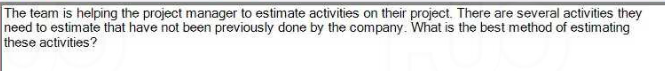 The team is helping the project manager to estimate activities on their project. There are several activities they
need to estimate that have not been previously done by the company. What is the best method of estimating
these activities?